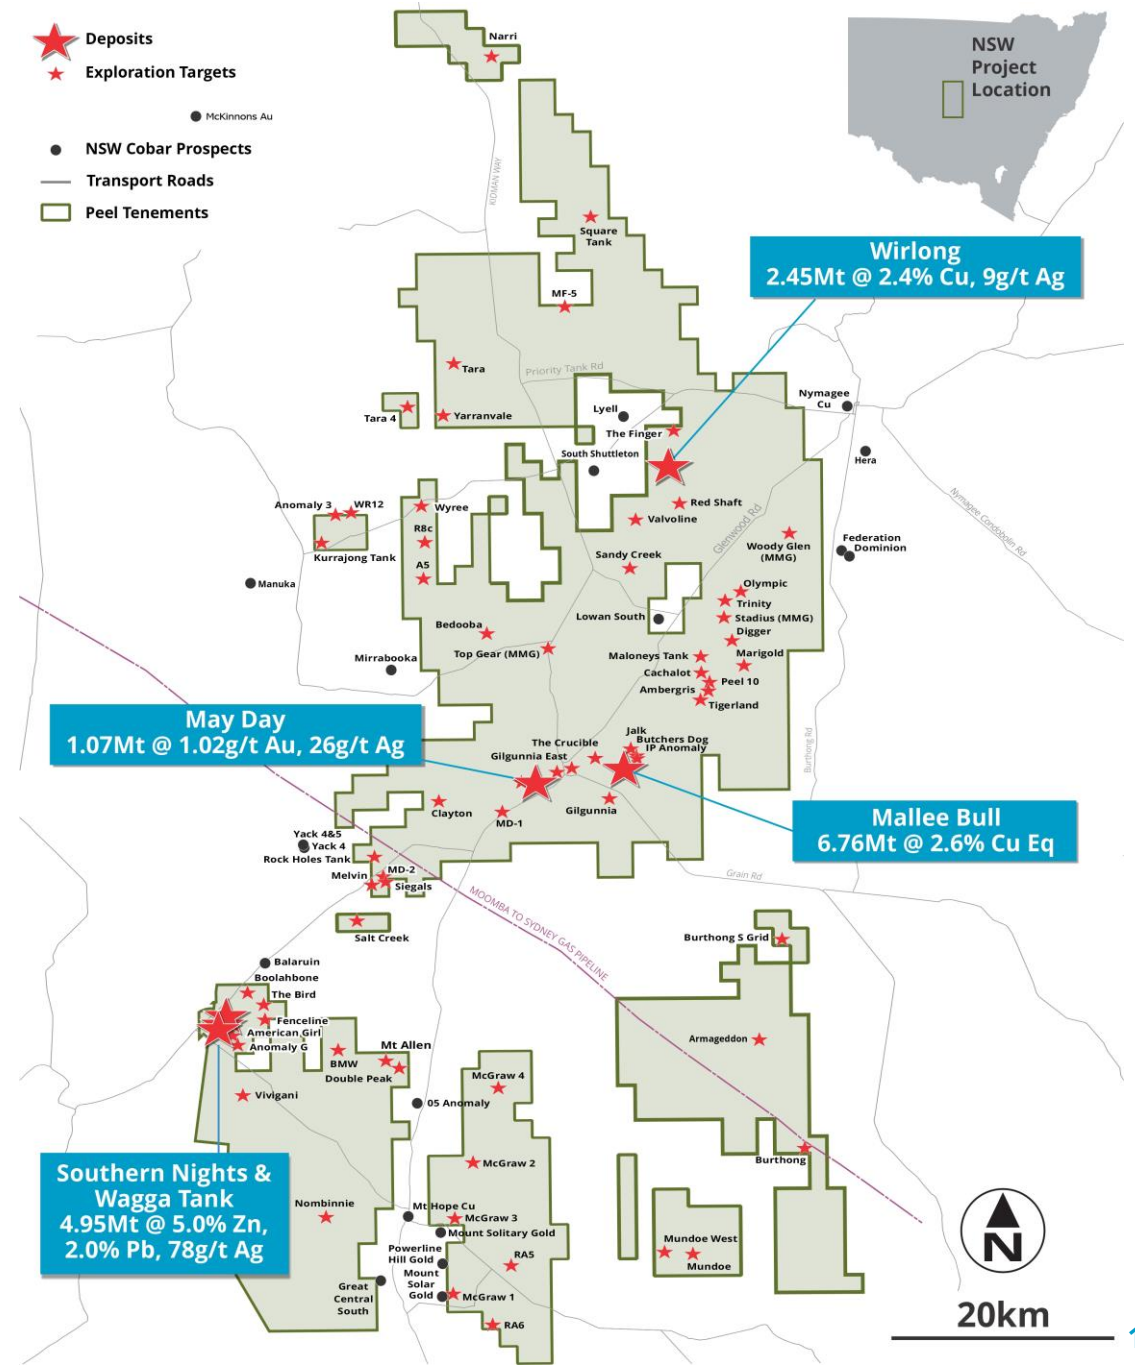 Deposits
Exploration Targets
McKinnons Au
NSW Cobar Prospects
Transport Roads
Peel Tenements
NSW
Project
Location
Narri
KIDMAN WAY
Square
Tank
Wirlong
2.45Mt @ 2.4% Cu, 9g/t Ag
MF-5
Tara
Priority Tank Rd
Tara 4
Yarranvale
Lyell
The Finger
South Shuttleton
Nymagee
Cu
Hera
Nymagee Condobolin Rd
Anomaly 3
WR12
Kurrajong Tank
Wyree
R8c
A5
Red Shaft
Valvoline
Glenwood Rd
Woody Glen
(MMG)
Federation
Dominion
Sandy Creek
Manuka
Olympic
Trinity
Stadius (MMG)
Digger
Marigold
Lowan South
Bedooba
Top Gear (MMG)
Mirrabooka
Maloneys Tank
Cachalot
Peel 10
Ambergris
Tigerland
May Day
1.07Mt @ 1.02g/t Au, 26g/t Ag
Jalk
Butchers Dog
IP Anomaly
The Crucible
Gilgunnia East
Burthong Rd
Clayton
MD-1
Gilgunnia
Mallee Bull
6.76Mt @ 2.6% Cu Eq
Yack 4&5
Yack 4
Rock Holes Tank
MD-2
Melvin
Siegals
Grain Rd
MOOMBA TO SYDNEY GAS PIPELINE
Salt Creek
Burthong S Grid
Balaruin
Boolahbone
The Bird
Fenceline
American Girl
Anomaly G
BMW
Mt Allen
Double Peak
Armageddon
McGraw 4
Vivigani
05 Anomaly
Southern Nights &
Wagga Tank
4.95Mt @ 5.0% Zn,
2.0% Pb, 78g/t Ag
McGraw 2
Burthong
Nombinnie
Mt Hope Cu
McGraw 3
Mount Solitary Gold
Powerline
Hill Gold
Mount
Solar
Gold
RA5
Mundoe West
Mundoe
Great
Central
South
McGraw 1
RA6
N
20km
1